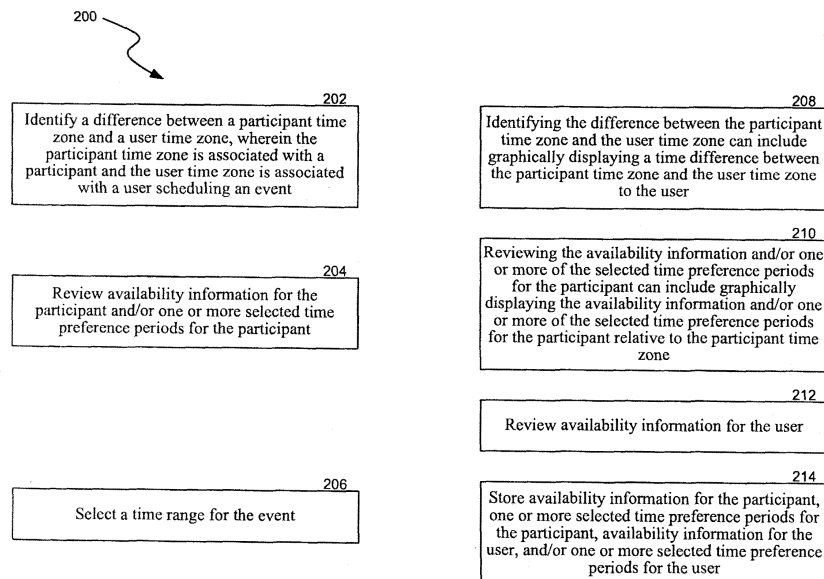 200
202
Identify a difference between a participant time
zone and a user time zone, wherein the
participant time zone is associated with a
participant and the user time zone is associated
with a user scheduling an event
204
Review availability information for the
participant and/or one or more selected time
preference periods for the participant
206
Select a time range for the event
208
Identifying the difference between the participant
time zone and the user time zone can include
graphically displaying a time difference between
the participant time zone and the user time zone
to the user
210
Reviewing the availability information and/or one
or more of the selected time preference periods
for the participant can include graphically
displaying the availability information and/or one
or more of the selected time preference periods
for the participant relative to the participant time
zone
212
Review availability information for the user
214
Store availability information for the participant,
one or more selected time preference periods for
the participant, availability information for the
user, and/or one or more selected time preference
periods for the user